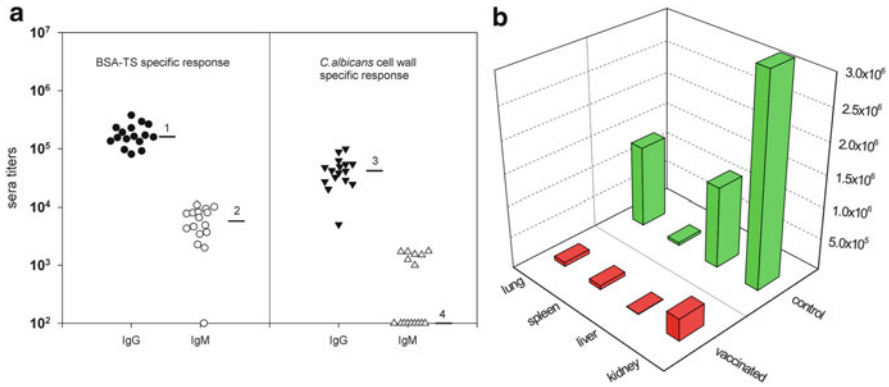 a
10⁷
10⁶
10⁵
10⁴
10³
10²
sera titers
BSA-TS specific response
C.albicans cell wall
specific response
1
2
3
4
IgG
IgM
IgG
IgM
b
3.0x10⁶
2.5x10⁶
2.0x10⁶
1.5x10⁶
1.0x10⁶
5.0x10⁵
lung
spleen
liver
kidney
vaccinated
control